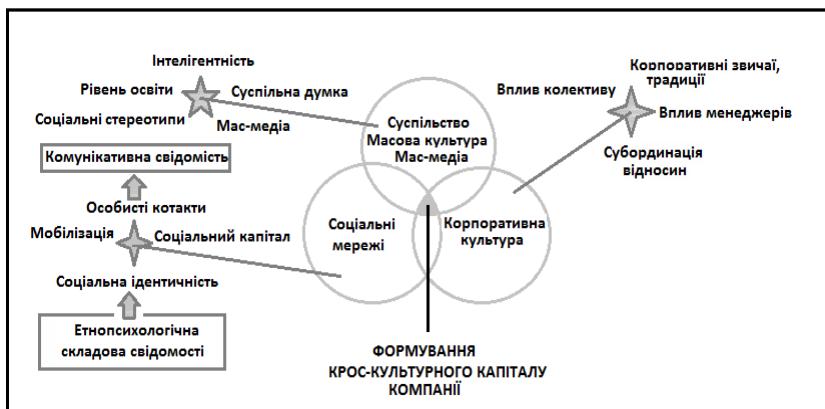 Інтелігентність
Рівень освіти
Суспільна думка
Соціальні стереотипи
Мас-медіа
Комунікативна свідомість
Особисті котакти
Мобілізація
Соціальний капітал
Соціальна ідентичність
Етнопсихологічна
складова свідомості
Суспільство
Масова культура
Мас-медіа
Соціальні
мережі
Корпоративна
культура
ФОРМУВАННЯ
КРОС-КУЛЬТУРНОГО КАПІТАЛУ
КОМПАНІЇ
Корпоративні звичаї,
традиції
Вплив колективу
Вплив менеджерів
Субординація
відносин